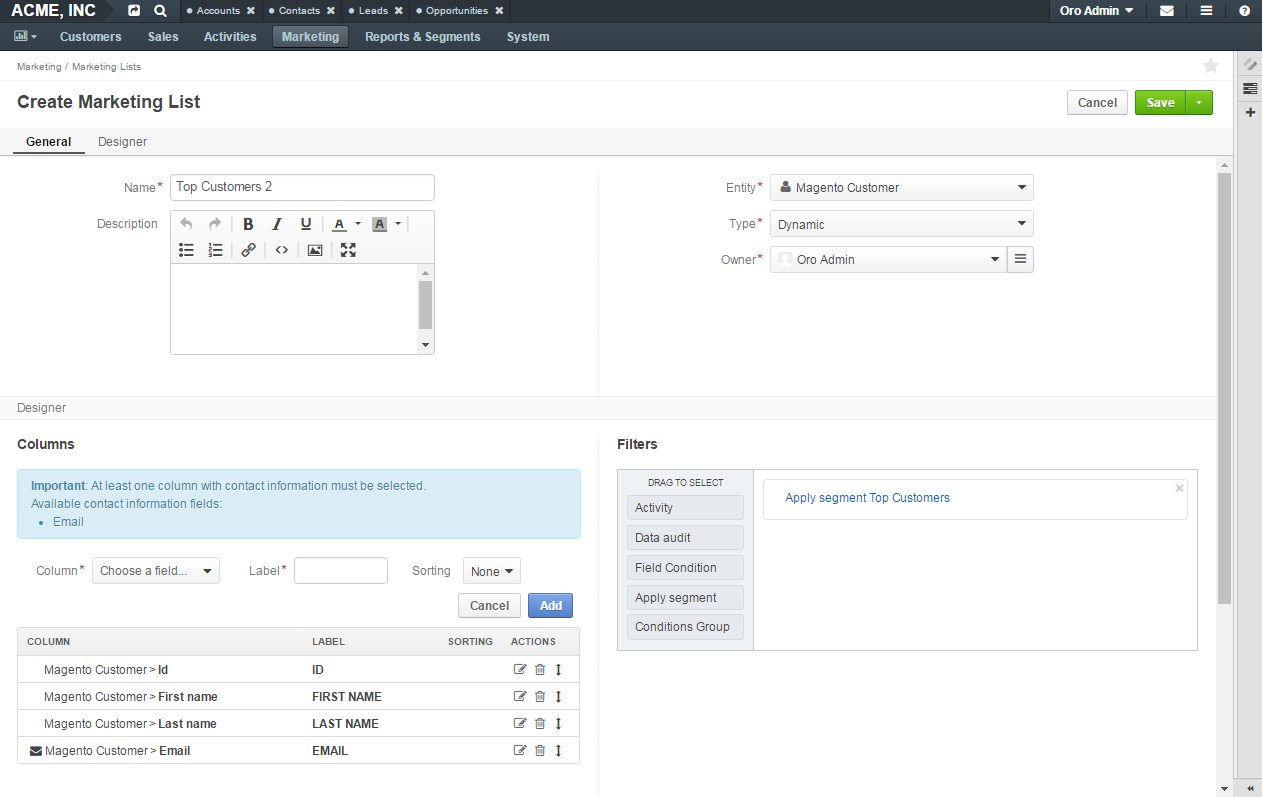 ACME, INC
Accounts
Contacts
Leads
Opportunities
Oro Admin
Customers
Sales
Activities
Marketing
Reports & Segments
System
Marketing / Marketing Lists
Create Marketing List
Cancel
Save
General
Designer
Name*
Top Customers 2
Description
Entity*
Magento Customer
Type*
Dynamic
Owner*
Oro Admin
Designer
Columns
Important: At least one column with contact information must be selected.
Available contact information fields:
Email
Column*
Choose a field...
Label*
Sorting
None
Cancel
Add
COLUMN LABEL SORTING ACTIONS
Magento Customer > Id ID
Magento Customer > First name FIRST NAME
Magento Customer > Last name LAST NAME
Magento Customer > Email EMAIL
Filters
DRAG TO SELECT
Activity
Data audit
Field Condition
Apply segment
Conditions Group
Apply segment Top Customers